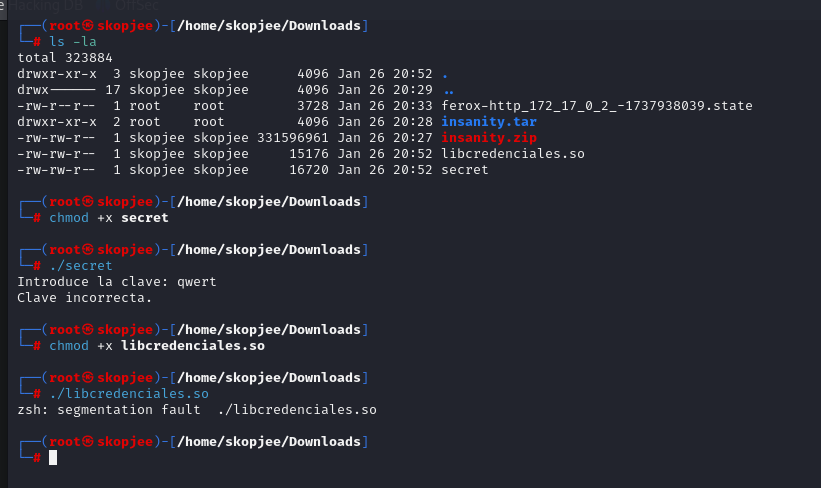 Hacking DB OffSec
┌──(root㉿skopjee)-[/home/skopjee/Downloads]
└─# ls -la
total 323884
drwxr-xr-x  3 skopjee skopjee      4096 Jan 26 20:52 .
drwx------ 17 skopjee skopjee      4096 Jan 26 20:29 ..
-rw-r--r--  1 root    root         3728 Jan 26 20:33 ferox-http_172_17_0_2_-1737938039.state
drwxr-xr-x  2 root    root         4096 Jan 26 20:28 insanity.tar
-rw-rw-r--  1 skopjee skopjee 331596961 Jan 26 20:27 insanity.zip
-rw-rw-r--  1 skopjee skopjee     15176 Jan 26 20:52 libcredenciales.so
-rw-rw-r--  1 skopjee skopjee     16720 Jan 26 20:52 secret
┌──(root㉿skopjee)-[/home/skopjee/Downloads]
└─# chmod +x secret
┌──(root㉿skopjee)-[/home/skopjee/Downloads]
└─# ./secret
Introduce la clave: qwert
Clave incorrecta.
┌──(root㉿skopjee)-[/home/skopjee/Downloads]
└─# chmod +x libcredenciales.so
┌──(root㉿skopjee)-[/home/skopjee/Downloads]
└─# ./libcredenciales.so
zsh: segmentation fault  ./libcredenciales.so
┌──(root㉿skopjee)-[/home/skopjee/Downloads]
└─#